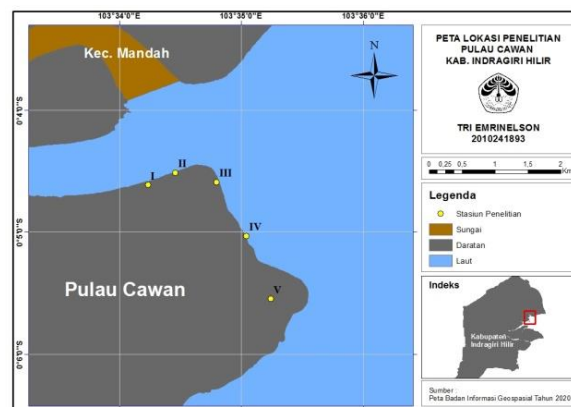 103°34'0"E 103°35'0"E 103°36'0"E
Kec. Mandah
N
0°4'0"S
I
II
III
0°5'0"S
IV
Pulau Cawan
V
0°6'0"S
PETA LOKASI PENELITIAN
PULAU CAWAN
KAB. INDRAGIRI HILIR
TRI EMRINELSON
2010241893
0 0,25 0,5 1 1,5 2
Km
Legenda
Stasiun Penelitian
Sungai
Daratan
Laut
Indeks
Kabupaten
Indragiri Hilir
Sumber :
Peta Badan Informasi Geospasial Tahun 2020